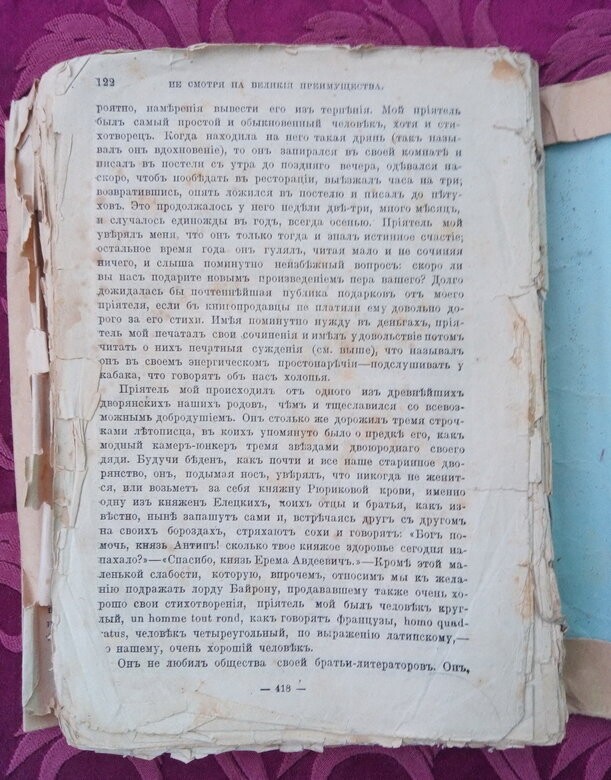 122
НЕ СМОТРЯ НА ВЕЛИКІЯ ПРЕИМУЩЕСТВА.
роятно, намѣренія вывести его изъ терпѣнія. Мой пріятель
былъ самый простой и обыкновенный человѣкъ, хотя и сти-
хотворецъ. Когда находила на него такая дрянь (такъ назы-
валъ онъ вдохновеніе), то онъ запирался въ своей комнатѣ и
писалъ въ постели съ утра до поздняго вечера, одѣвался на-
скоро, чтобъ пообѣдать въ ресторація, выѣзжалъ часа на три;
возвратившись, опять ложился въ постелю и писалъ до пѣту-
ховъ. Это продолжалось у него недѣли двѣ-три, много мѣсяцъ,
и случалось единожды въ годъ, всегда осенью. Пріятель мой
увѣрялъ меня, что онъ только тогда и зналъ истинное счастіе;
остальное время года онъ гулялъ, читая мало и не сочиняя
ничего, и слыша поминутно неизбѣжный вопросъ: скоро ли
вы насъ подарите новымъ произведеніемъ пера вашего? Долго
дожидалась бы почтеннѣйшая публика подарковъ отъ моего
пріятеля, если бъ книгопродавцы не платили ему довольно
дорого за его стихи. Имѣя поминутно нужду въ деньгахъ, прія-
тель мой печаталъ свои сочиненія и имѣлъ удовольствіе потомъ
читать о нихъ печатныя сужденія (см. выше), что называлъ
онъ въ своемъ энергическомъ простонарѣчіи—подслушивать у
кабака, что говорятъ объ насъ холопья.
Пріятель мой происходилъ отъ одного изъ древнѣйшихъ
дворянскихъ нашихъ родовъ, чѣмъ и тщеславился со всевоз-
можнымъ добродушіемъ. Онъ столько же дорожилъ тремя строч-
ками лѣтописца, въ коихъ упомянуто было о предкѣ его, какъ
модный камеръ-юнкеръ тремя звѣздами двоюроднаго своего
дяди. Будучи бѣденъ, какъ почти и все наше старинное дво-
рянство, онъ, подымая носъ, увѣрялъ, что никогда не женит-
ся, или возьметъ за себя княжну Рюриковой крови, именно
одну изъ княженъ Елецкихъ, коихъ отцы и братья, какъ из-
вѣстно, нынѣ запашутъ сами и, встрѣчаясь другъ съ другомъ
на своихъ бороздахъ, стряхаютъ сохи и говорятъ: «Богъ по-
мочь, князь Антипъ! сколько твое княжое здоровье сегодня на-
пахало?»—«Спасибо, князь Ерема Авдеевичъ.»—Кромѣ этой ма-
ленькой слабости, которую, впрочемъ, относимъ мы къ жела-
нію подражать лорду Байрону, продававшему также очень хо-
рошо свои стихотворенія, пріятель мой былъ человѣкъ круг-
лый, un homme tout rond, какъ говорятъ французы, homo quad-
ratus, человѣкъ четыреугольный, по выраженію латинскому,—
о нашему, очень хорошій человѣкъ.
Онъ не любилъ общества своей братьи-литераторовъ. Онъ,
— 418 —